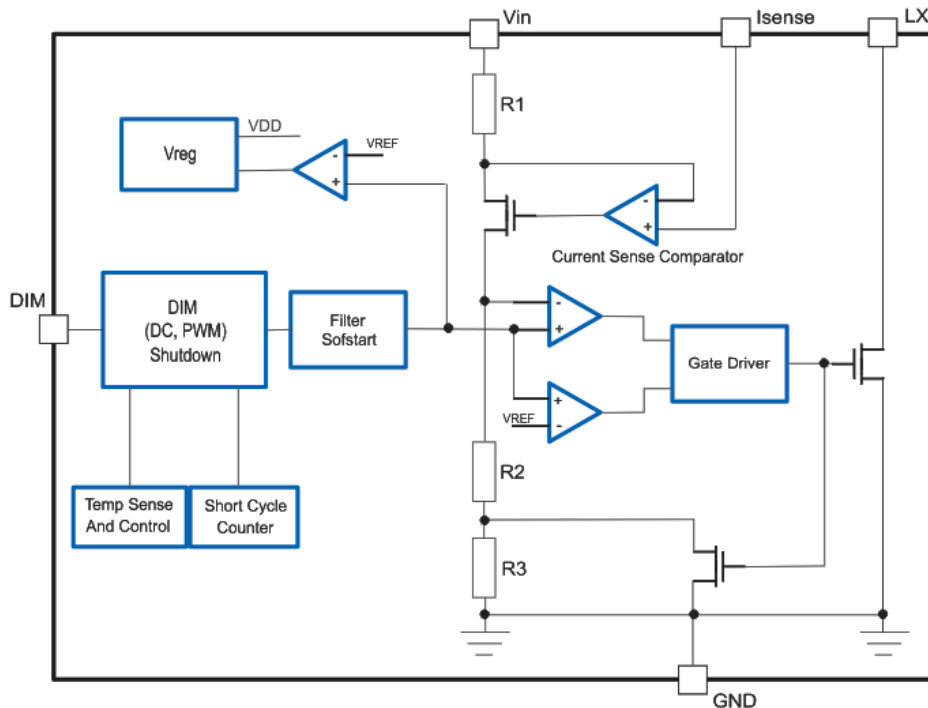 Vin
Isense
LX
R1
VDD
Vreg
VREF
-
+
-
+
Current Sense Comparator
DIM
DIM
(DC, PWM)
Shutdown
Filter
Sofstart
-
+
Gate Driver
+
VREF
-
R2
Temp Sense
And Control
Short Cycle
Counter
R3
GND